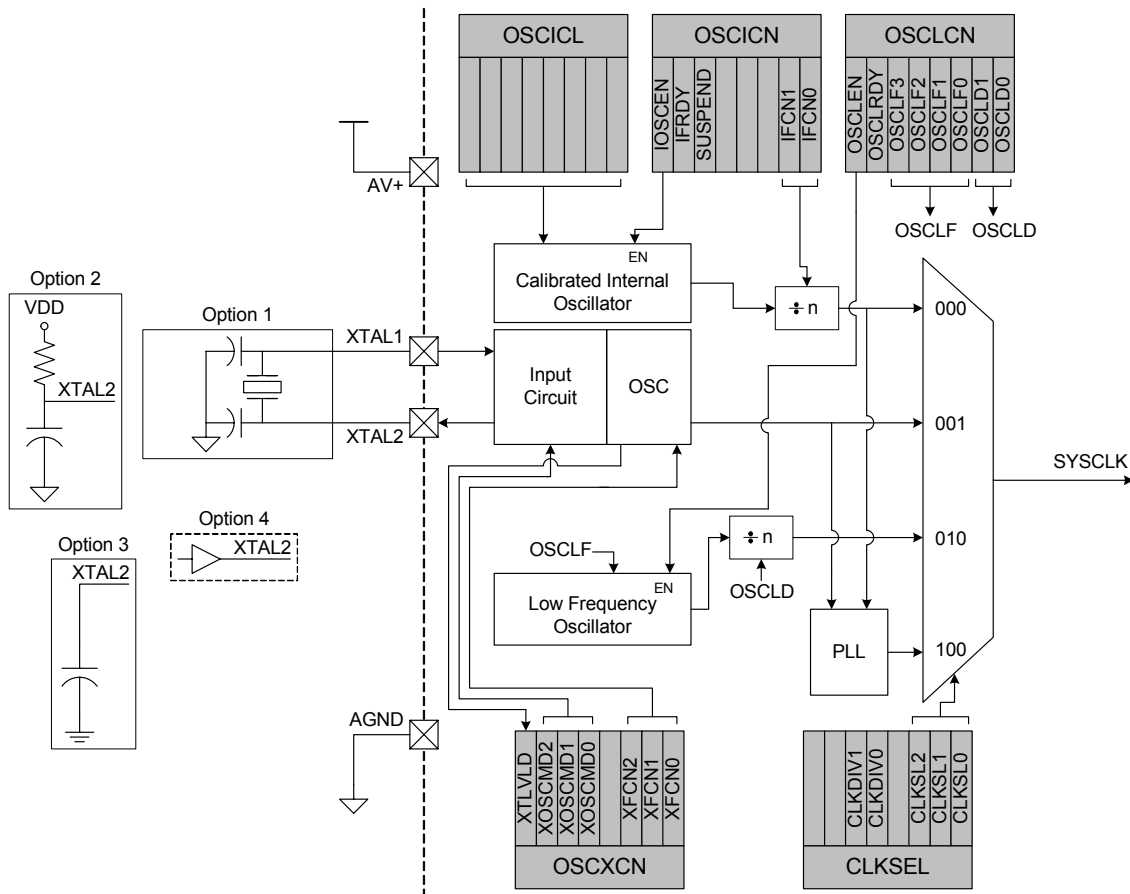 OSCICL
OSCICN
OSCLCN
IOSCEN
IFRDY
SUSPEND
IFCN1
IFCN0
OSCLEN
OSCLRDY
OSCLF3
OSCLF2
OSCLF1
OSCLF0
OSCLD1
OSCLD0
AV+
OSCLF
OSCLD
EN
Calibrated Internal
Oscillator
÷ n
000
Option 2
VDD
XTAL2
Option 1
XTAL1
XTAL2
Input
Circuit
OSC
001
SYSCLK
Option 4
XTAL2
Option 3
XTAL2
OSCLF
EN
Low Frequency
Oscillator
÷ n
OSCLD
010
PLL
100
AGND
XTLVLD
XOSCMD2
XOSCMD1
XOSCMD0
XFCN2
XFCN1
XFCN0
OSCXCN
CLKDIV1
CLKDIV0
CLKSL2
CLKSL1
CLKSL0
CLKSEL